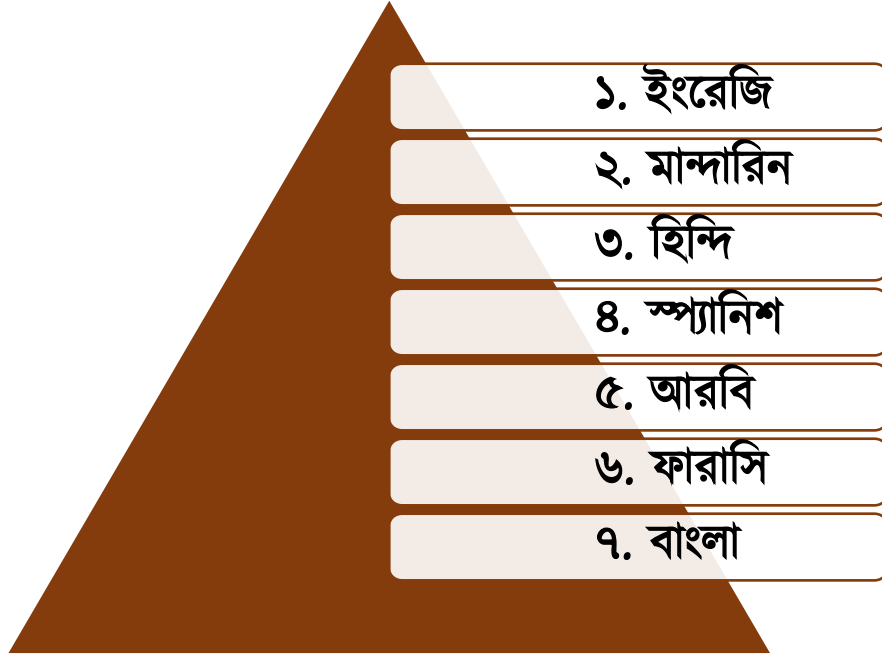 ১. ইংরেজি
২. মান্দারিন
৩. হিন্দি
৪. স্প্যানিশ
৫. আরবি
৬. ফারাসি
৭. বাংলা